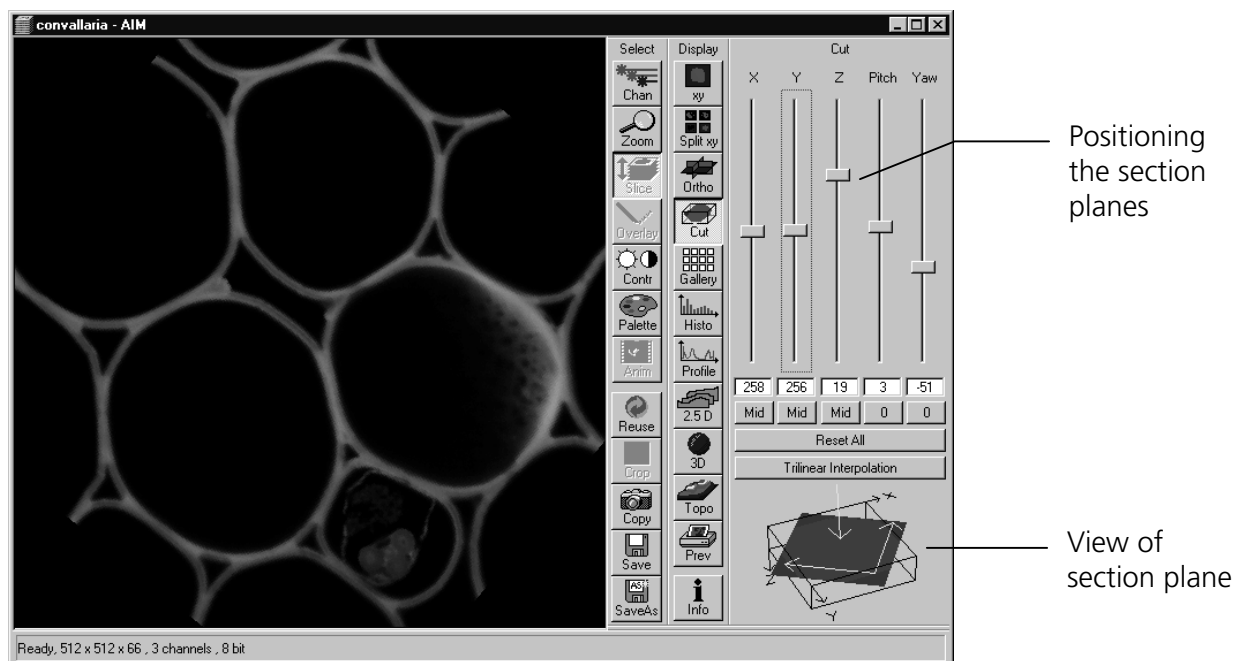 convallaria - AIM
Select
Chan
Zoom
Slice
Overlay
Contr
Palette
Anim
Reuse
Crop
Copy
Save
AS
SaveAs
Display
xy
Split xy
Ortho
Cut
Gallery
Histo
Profile
2.5 D
3D
Topo
Prev
i
Info
Cut
X Y Z Pitch Yaw
258 256 19 3 -51
Mid Mid Mid 0 0
Reset All
Trilinear Interpolation
X
Z
Y
Positioning
the section
planes
View of
section plane
Ready, 512 x 512 x 66 , 3 channels , 8 bit